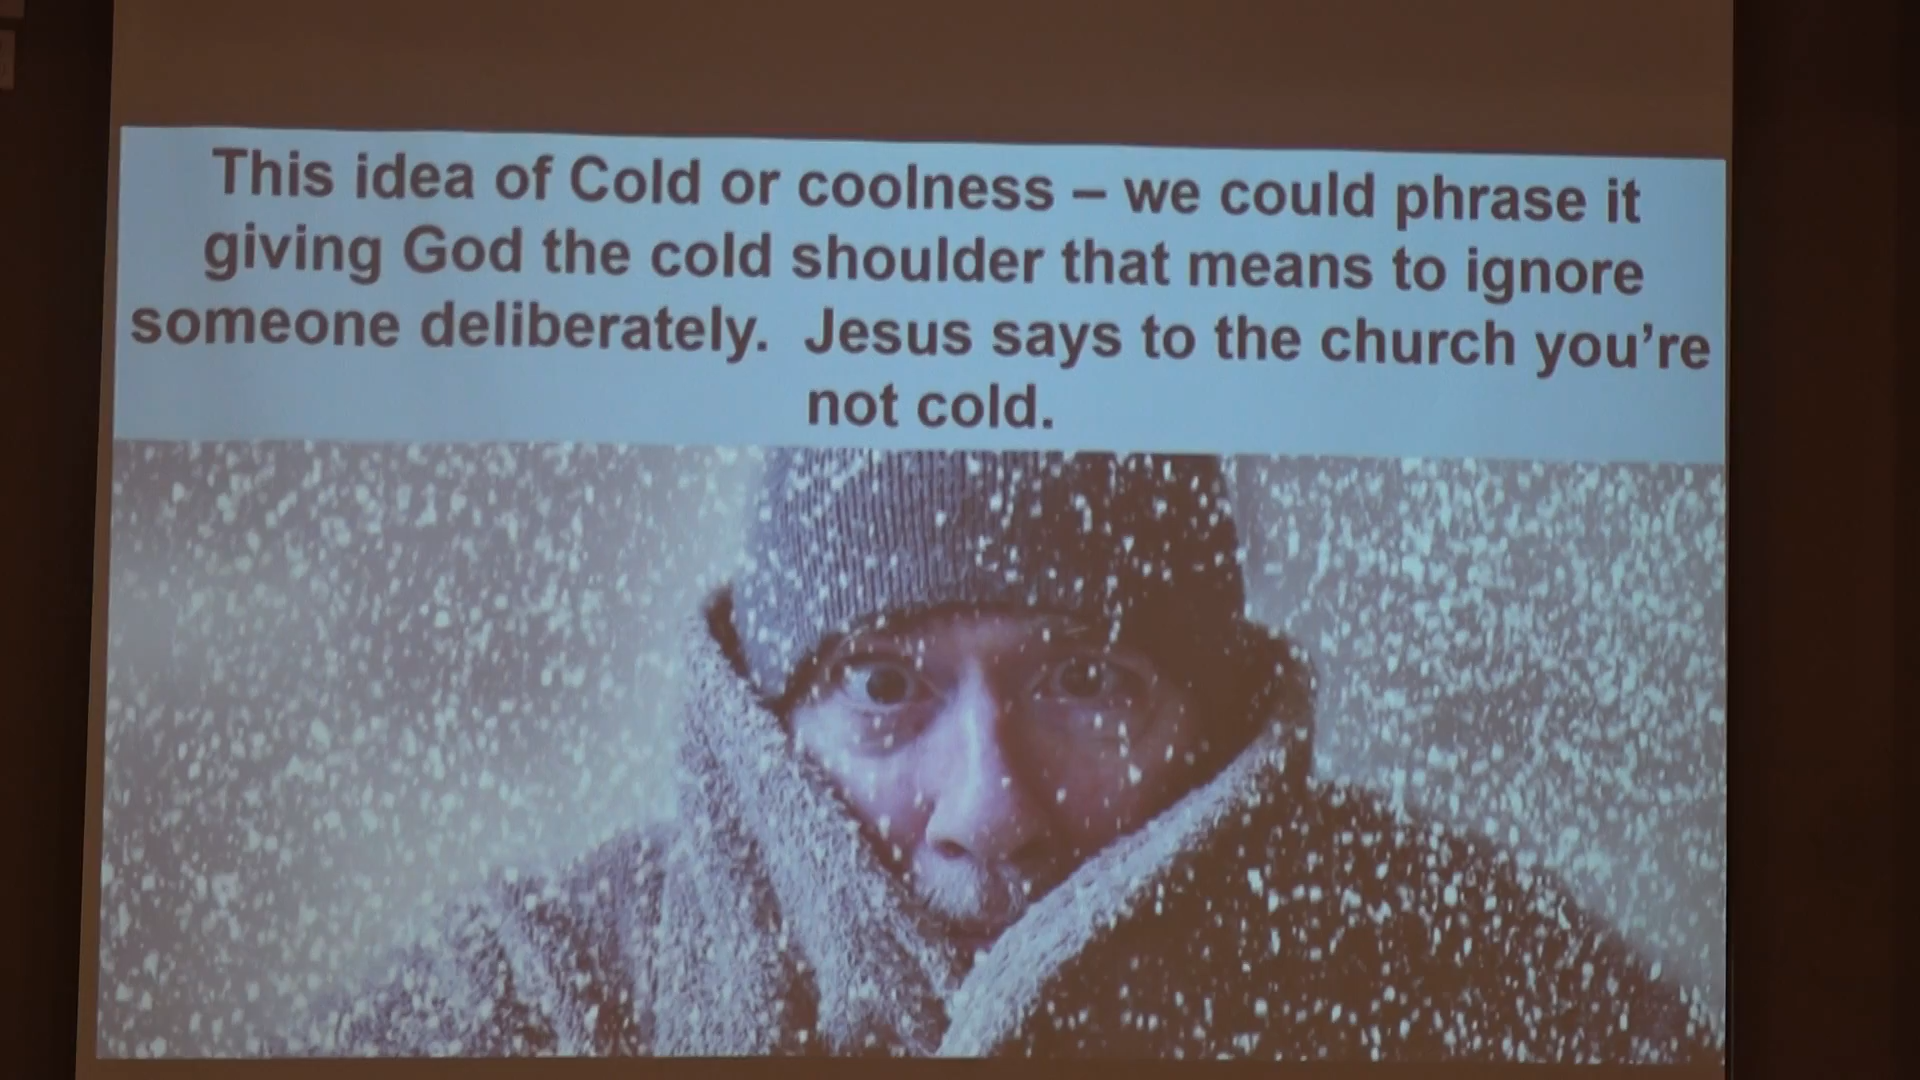 This idea of Cold or coolness – we could phrase it
giving God the cold shoulder that means to ignore
someone deliberately.  Jesus says to the church you're
not cold.